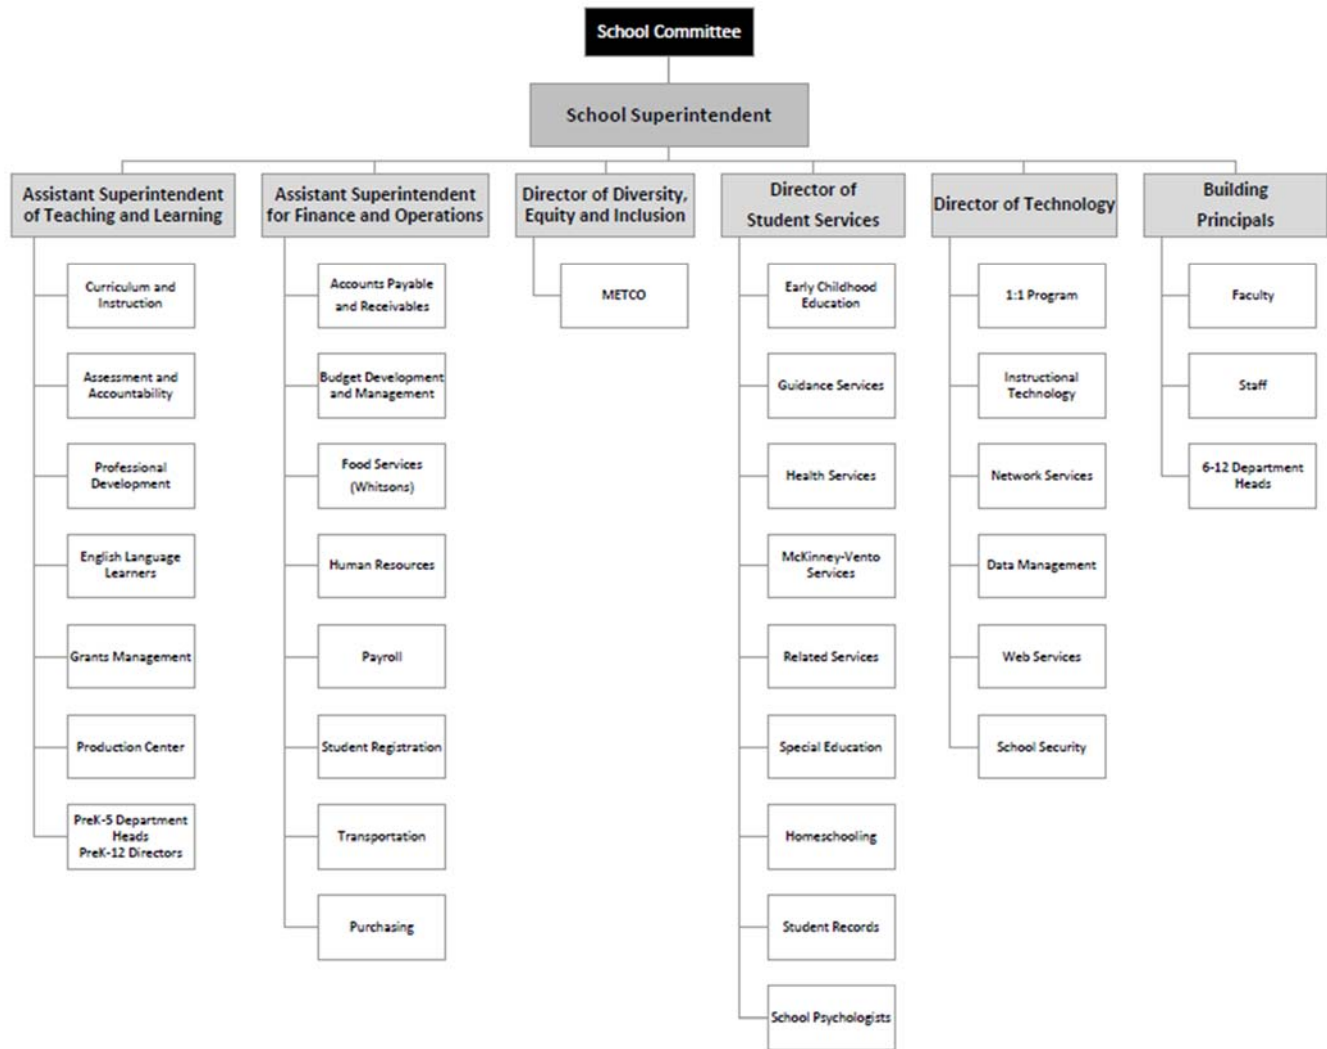 School Committee
School Superintendent
Assistant Superintendent
of Teaching and Learning
Curriculum and
Instruction
Assessment and
Accountability
Professional
Development
English Language
Learners
Grants Management
Production Center
PreK-5 Department
Heads
PreK-12 Directors
Assistant Superintendent
for Finance and Operations
Accounts Payable
and Receivables
Budget Development
and Management
Food Services
(Whitsons)
Human Resources
Payroll
Student Registration
Transportation
Purchasing
Director of Diversity,
Equity and Inclusion
METCO
Director of
Student Services
Early Childhood
Education
Guidance Services
Health Services
McKinney-Vento
Services
Related Services
Special Education
Homeschooling
Student Records
School Psychologists
Director of Technology
1:1 Program
Instructional
Technology
Network Services
Data Management
Web Services
School Security
Building
Principals
Faculty
Staff
6-12 Department
Heads